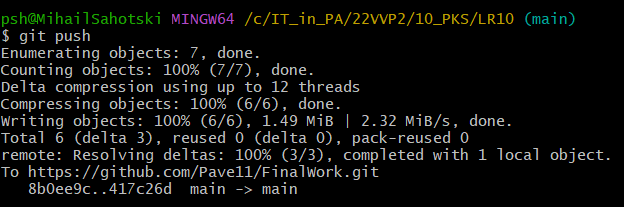 psh@MihailSahotski MINGW64 /c/IT_in_PA/22VVP2/10_PKS/LR10 (main)
$ git push
Enumerating objects: 7, done.
Counting objects: 100% (7/7), done.
Delta compression using up to 12 threads
Compressing objects: 100% (6/6), done.
Writing objects: 100% (6/6), 1.49 MiB | 2.32 MiB/s, done.
Total 6 (delta 3), reused 0 (delta 0), pack-reused 0
remote: Resolving deltas: 100% (3/3), completed with 1 local object.
To https://github.com/Pave11/FinalWork.git
   8b0ee9c..417c26d  main -> main